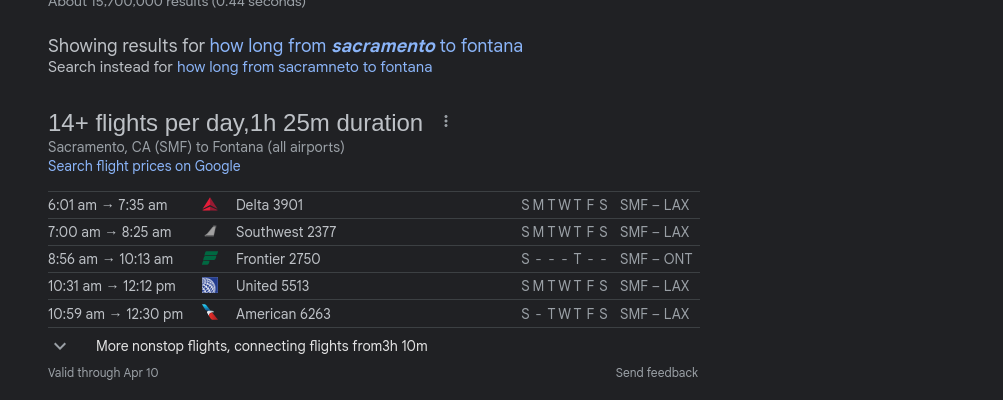 About 15,700,000 results (0.44 seconds)
Showing results for how long from sacramento to fontana
Search instead for how long from sacramneto to fontana
14+ flights per day,1h 25m duration
Sacramento, CA (SMF) to Fontana (all airports)
Search flight prices on Google
6:01 am → 7:35 am Delta 3901 S M T W T F S SMF – LAX
7:00 am → 8:25 am Southwest 2377 S M T W T F S SMF – LAX
8:56 am → 10:13 am Frontier 2750 S - - - T - - SMF – ONT
10:31 am → 12:12 pm United 5513 S M T W T F S SMF – LAX
10:59 am → 12:30 pm American 6263 S - T W T F S SMF – LAX
More nonstop flights, connecting flights from3h 10m
Valid through Apr 10 Send feedback